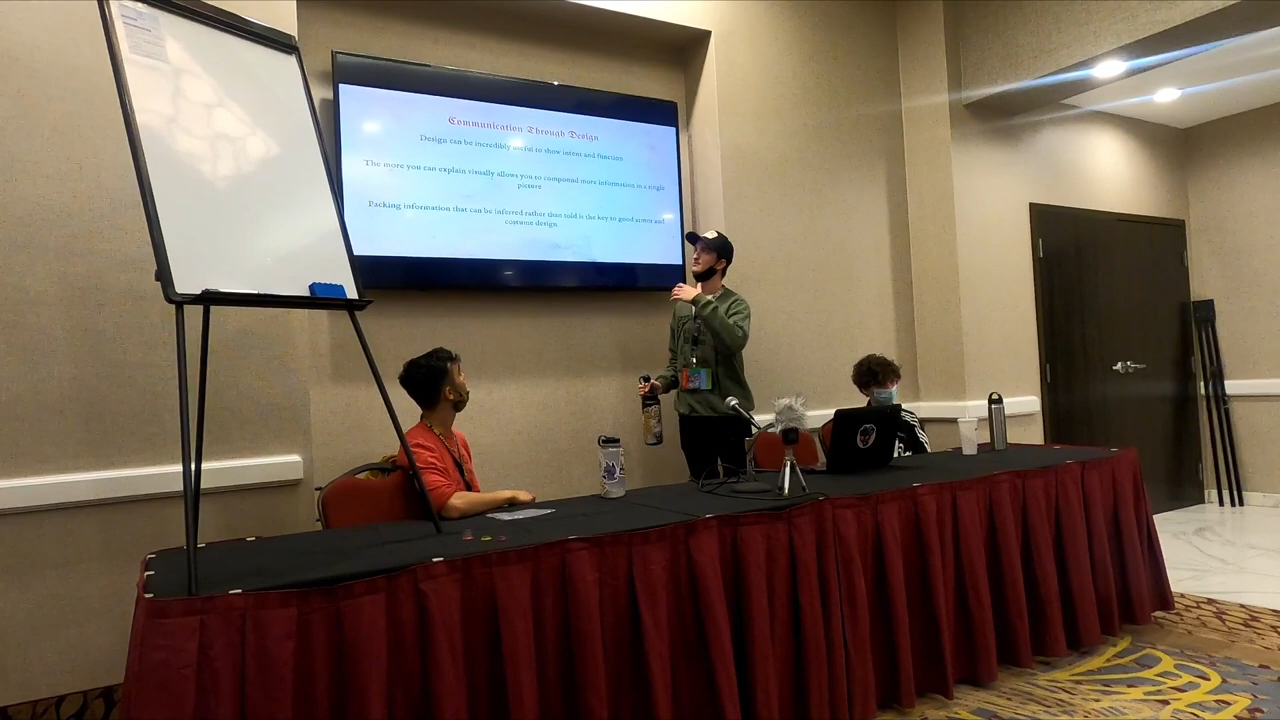 Communication Through Design
Design can be incredibly useful to show intent and function
The more you can explain visually allows you to compound more information in a single
picture
Packing information that can be inferred rather than told is the key to good armor and
costume design